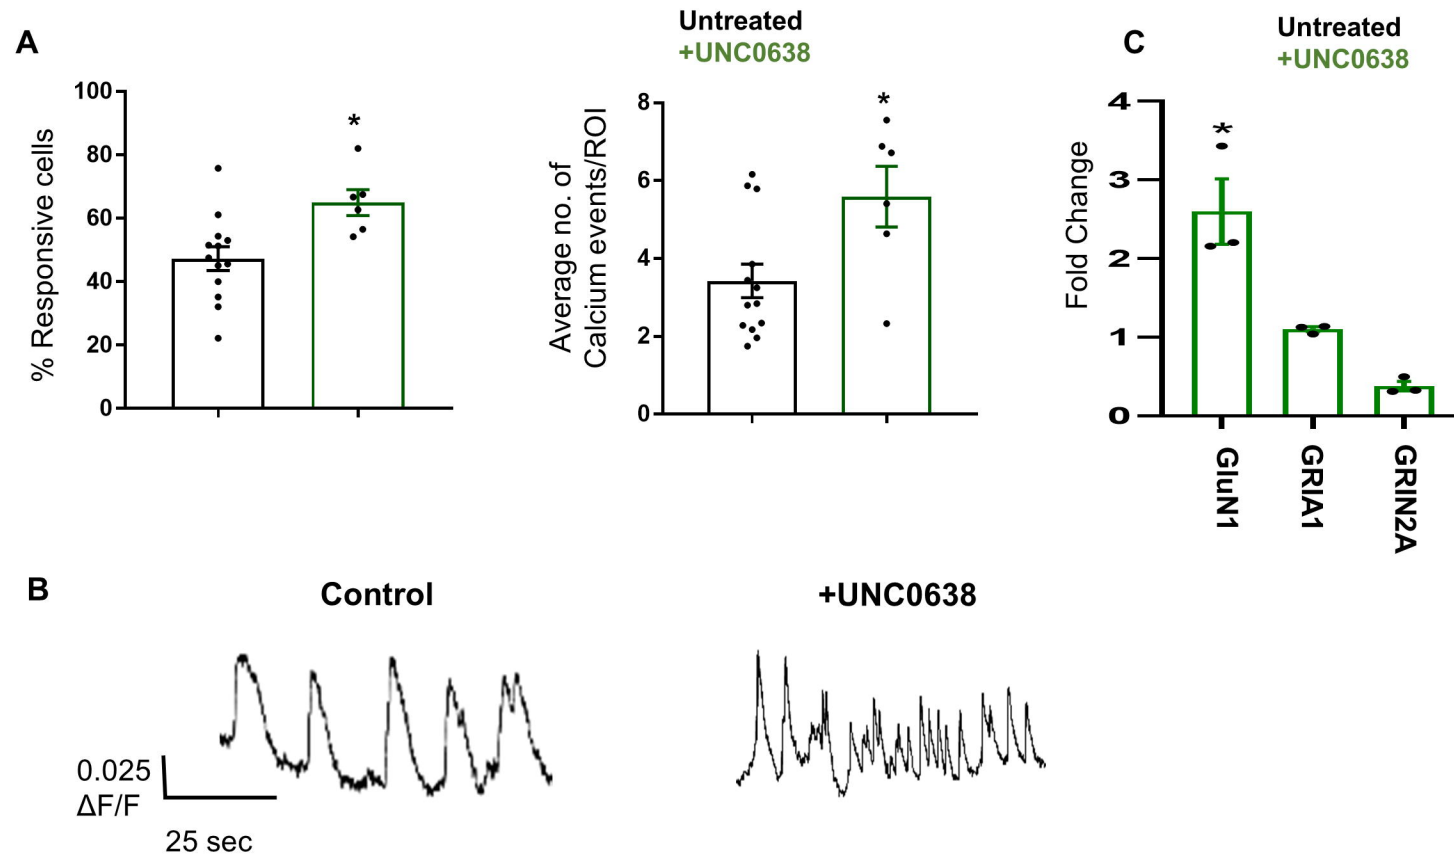 A
% Responsive cells
100
80
60
40
20
0
*
Untreated
+UNC0638
Average no. of
Calcium events/ROI
8
6
4
2
0
*
C
Untreated
+UNC0638
Fold Change
4
3
2
1
0
*
GluN1
GRIA1
GRIN2A
B
Control
+UNC0638
0.025
ΔF/F
25 sec